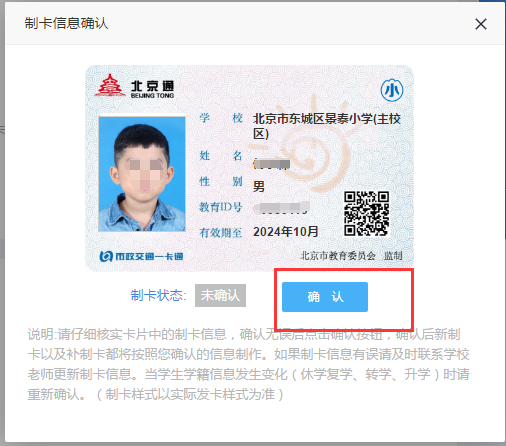 制卡信息确认
北京通
BEIJING TONG
小
学 校 北京市东城区景泰小学(主校
区)
姓 名
性 别 男
教育ID号
有效期至 2024年10月
市政交通一卡通
北京市教育委员会 监制
制卡状态: 未确认 确 认
说明:请仔细核实卡片中的制卡信息，确认无误后点击确认按钮，确认后新制
卡以及补制卡都将按照您确认的信息制作。如果制卡信息有误请及时联系学校
老师更新制卡信息。当学生学籍信息发生变化（休学复学、转学、升学）时请
重新确认。（制卡样式以实际发卡样式为准）